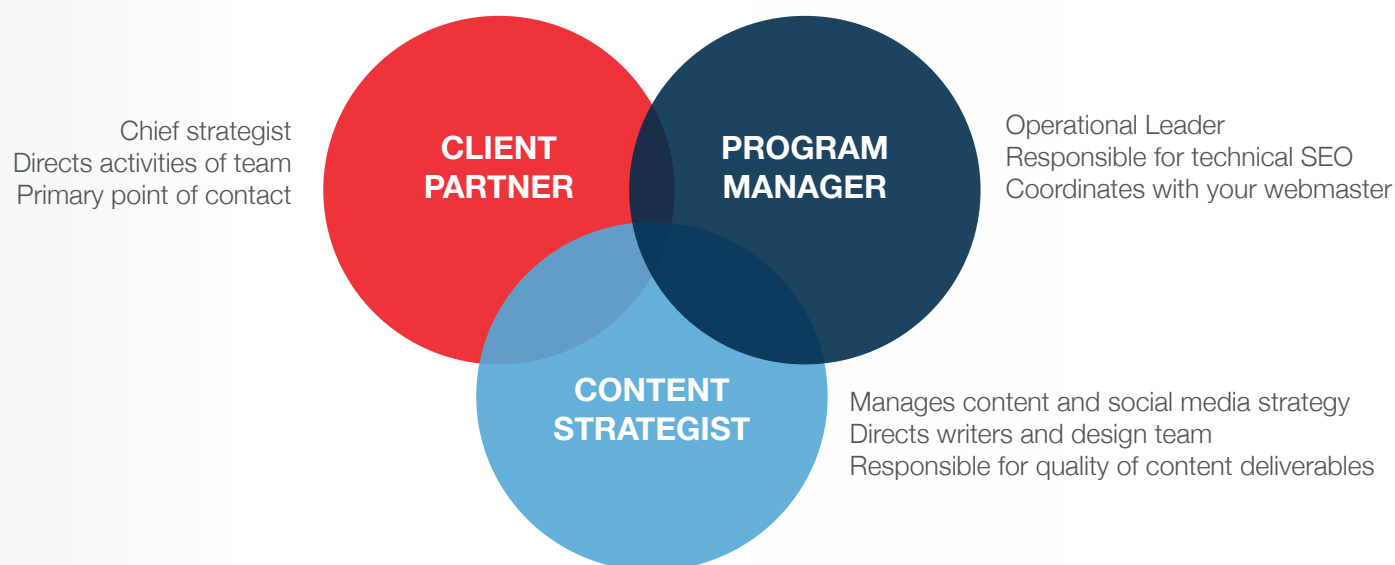 Chief strategist
Directs activities of team
Primary point of contact
CLIENT
PARTNER
PROGRAM
MANAGER
Operational Leader
Responsible for technical SEO
Coordinates with your webmaster
CONTENT
STRATEGIST
Manages content and social media strategy
Directs writers and design team
Responsible for quality of content deliverables